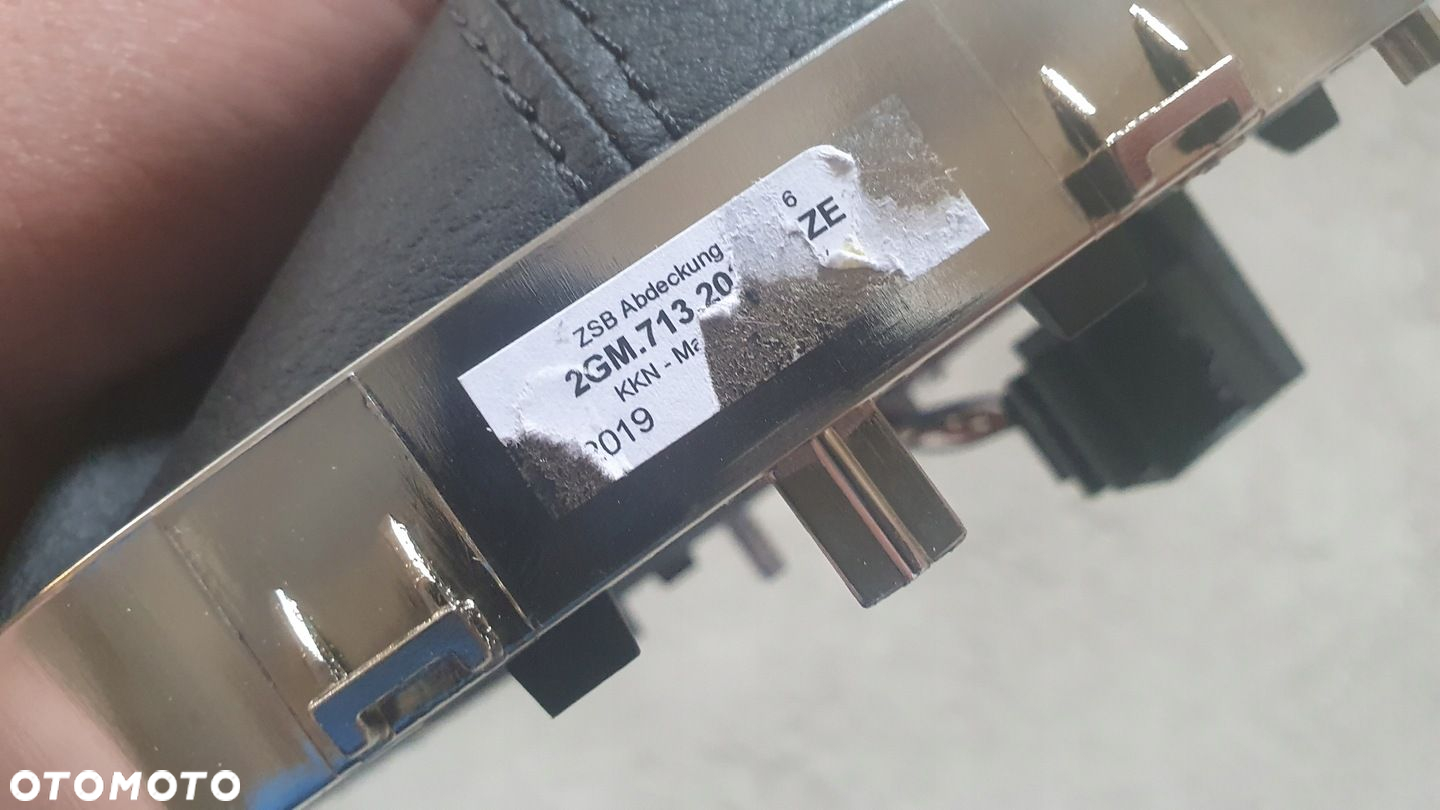 6
ZSB Abdeckung
ZE
2GM.713.20
KKN - Ma
2019
OTOMOTO